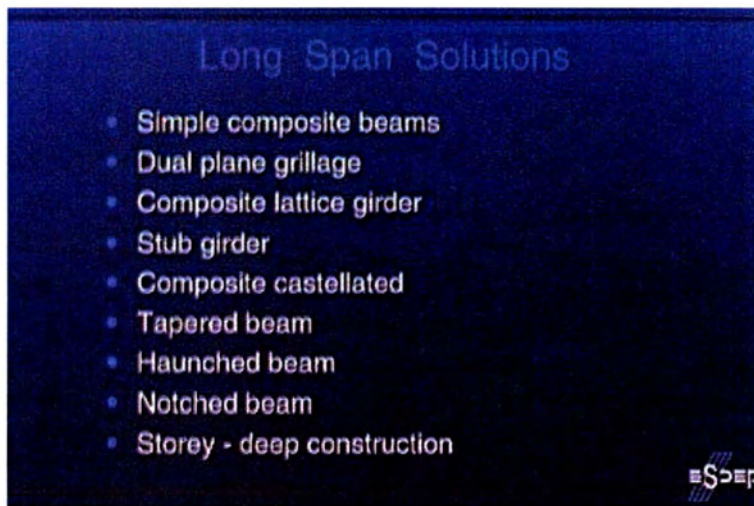 Long Span Solutions
Simple composite beams
Dual plane grillage
Composite lattice girder
Stub girder
Composite castellated
Tapered beam
Haunched beam
Notched beam
Storey - deep construction